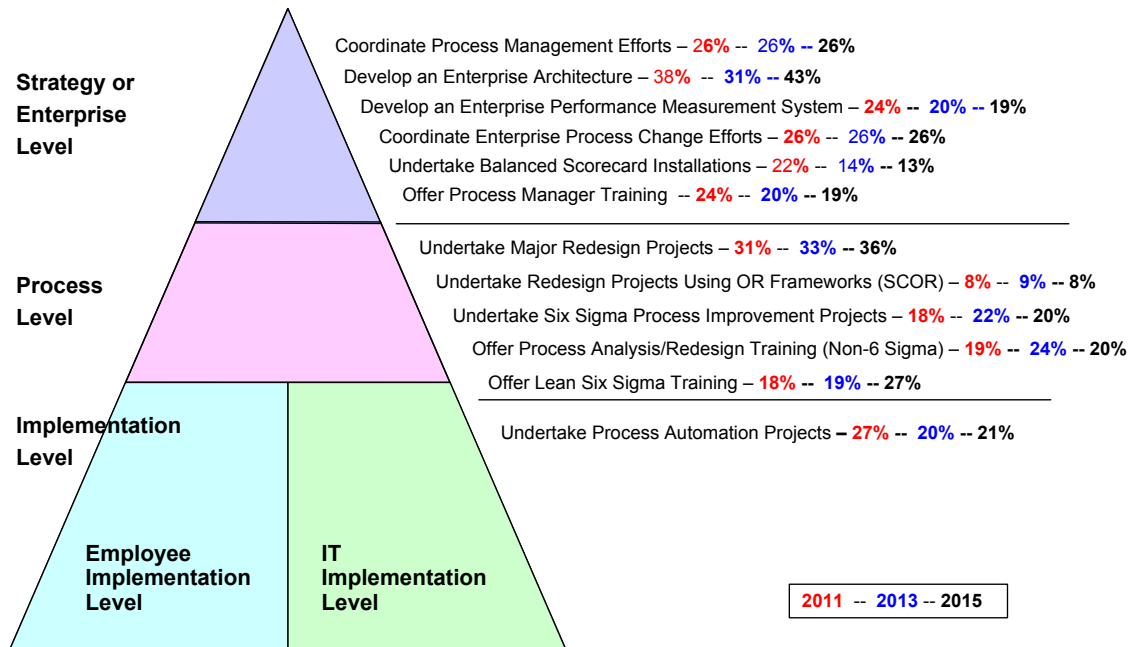 Strategy or
Enterprise
Level
Coordinate Process Management Efforts – 26% -- 26% -- 26%
Develop an Enterprise Architecture – 38% -- 31% -- 43%
Develop an Enterprise Performance Measurement System – 24% -- 20% -- 19%
Coordinate Enterprise Process Change Efforts – 26% -- 26% -- 26%
Undertake Balanced Scorecard Installations – 22% -- 14% -- 13%
Offer Process Manager Training -- 24% -- 20% -- 19%
Process
Level
Undertake Major Redesign Projects – 31% -- 33% -- 36%
Undertake Redesign Projects Using OR Frameworks (SCOR) – 8% -- 9% -- 8%
Undertake Six Sigma Process Improvement Projects – 18% -- 22% -- 20%
Offer Process Analysis/Redesign Training (Non-6 Sigma) – 19% -- 24% -- 20%
Offer Lean Six Sigma Training – 18% -- 19% -- 27%
Implementation
Level
Undertake Process Automation Projects – 27% -- 20% -- 21%
Employee
Implementation
Level
IT
Implementation
Level
2011 -- 2013 -- 2015